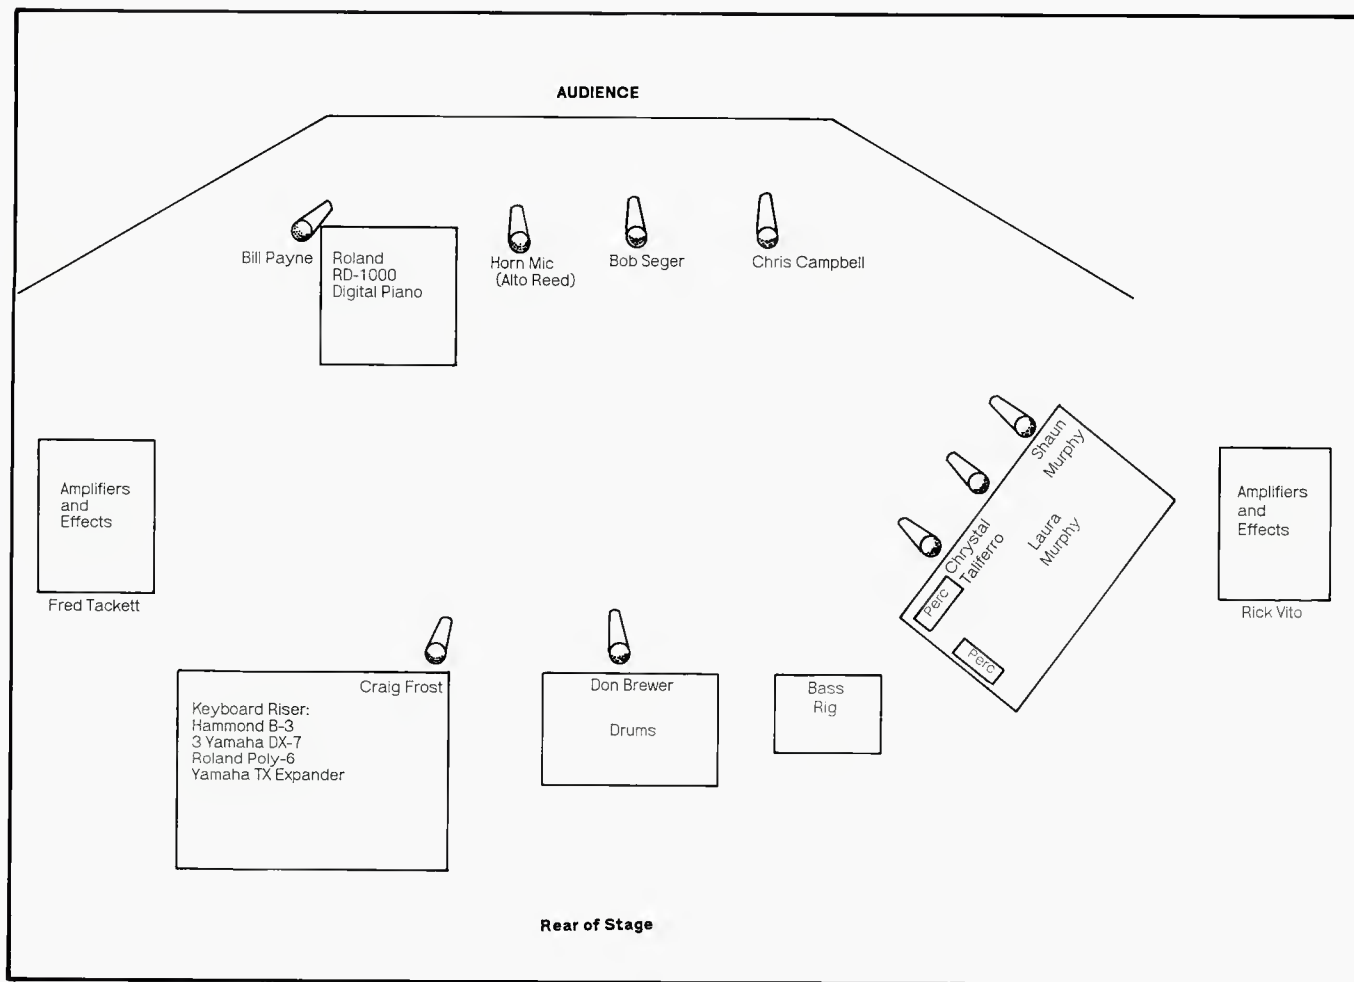 AUDIENCE
Bill Payne
Roland
RD-1000
Digital Piano
Horn Mic
(Alto Reed)
Bob Seger
Chris Campbell
Shaun
Murphy
Laura
Murphy
Chrystal
Taliferro
Perc
Perc
Amplifiers
and
Effects
Fred Tackett
Amplifiers
and
Effects
Rick Vito
Craig Frost
Keyboard Riser:
Hammond B-3
3 Yamaha DX-7
Roland Poly-6
Yamaha TX Expander
Don Brewer
Drums
Bass
Rig
Rear of Stage